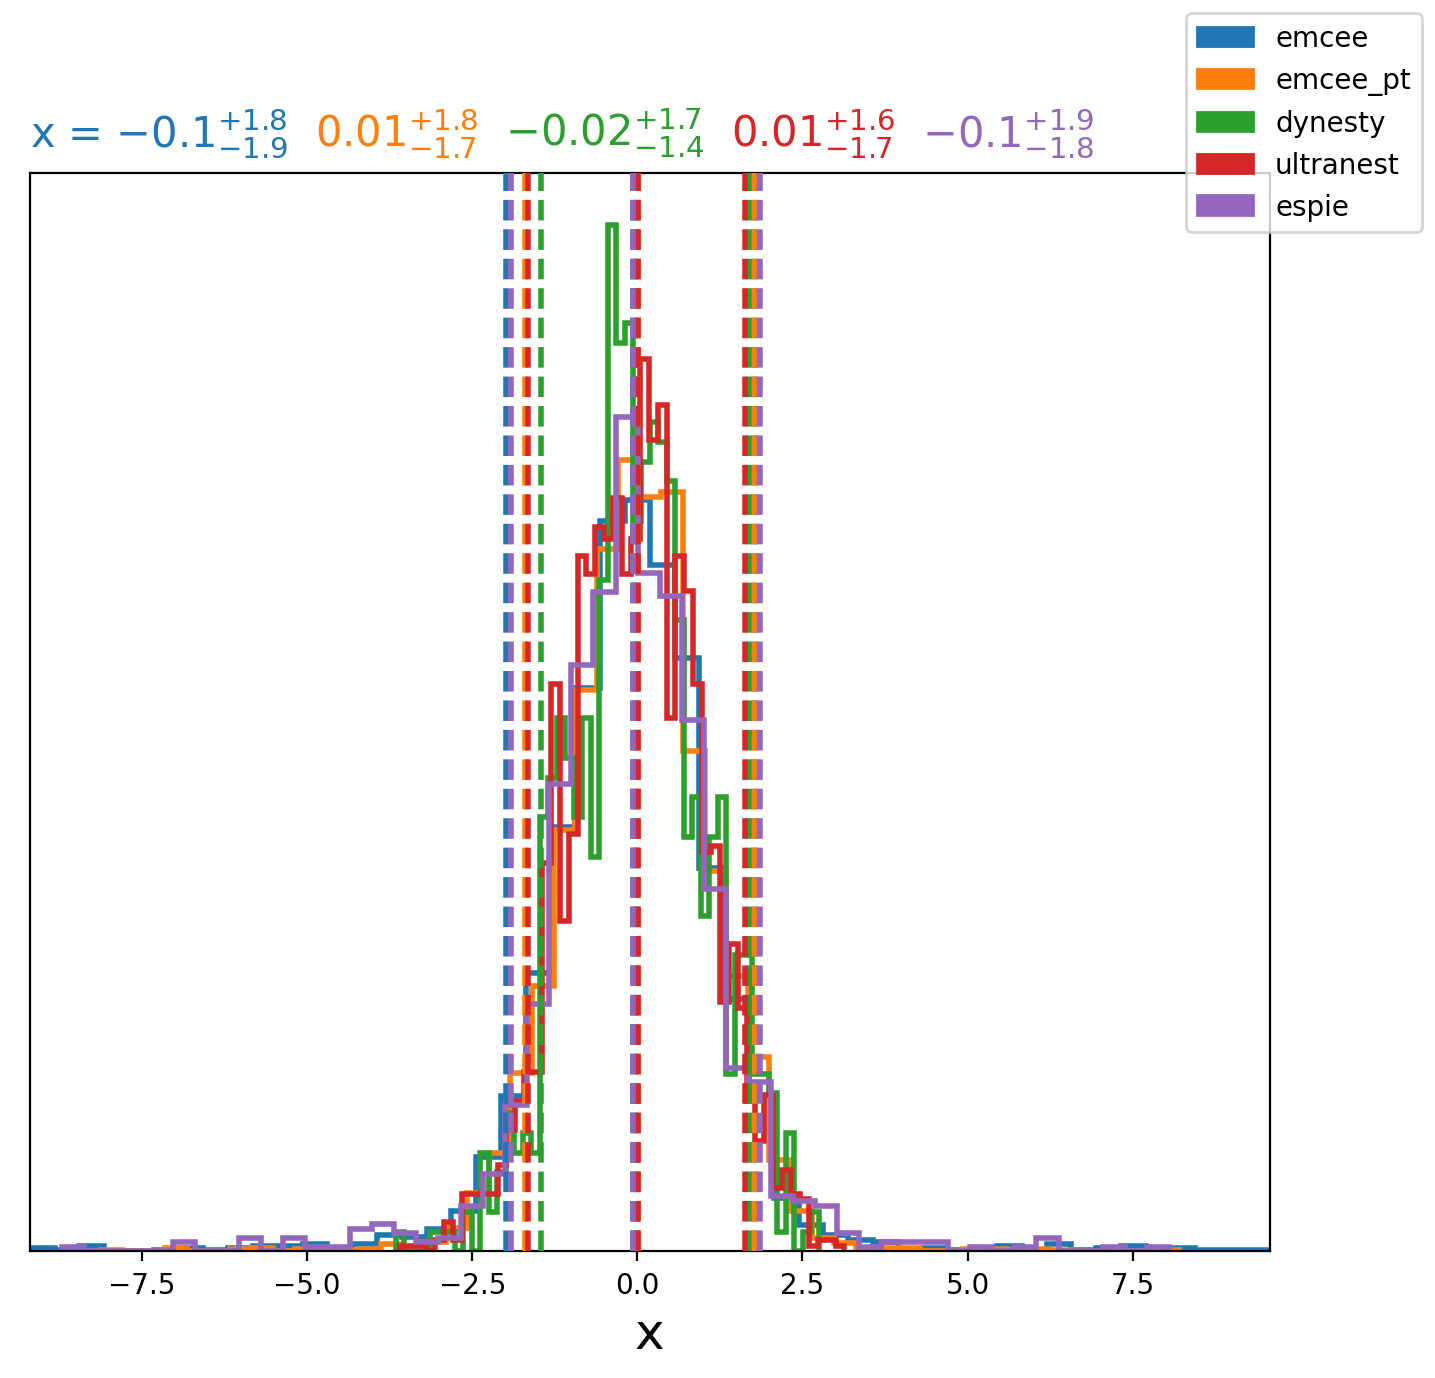 emcee
emcee_pt
dynesty
ultranest
espie
x = −0.1+1.8−1.9 0.01+1.8−1.7 −0.02+1.7−1.4 0.01+1.6−1.7 −0.1+1.9−1.8
−7.5 −5.0 −2.5 0.0 2.5 5.0 7.5
x